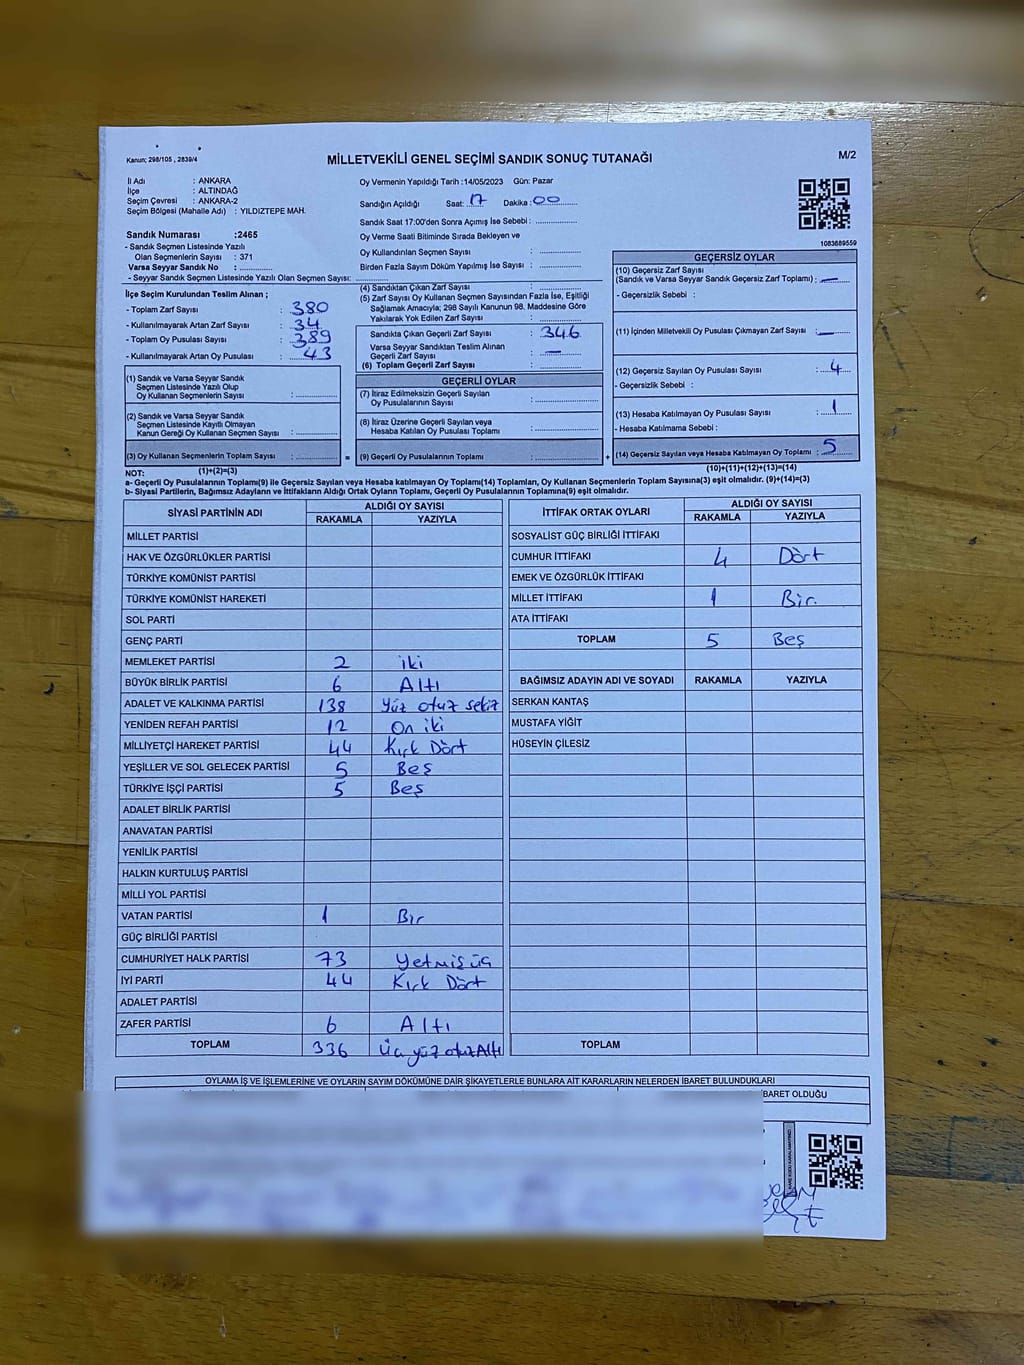 Kanun; 298/105 , 2839/4
MİLLETVEKİLİ GENEL SEÇİMİ SANDIK SONUÇ TUTANAĞI
M/2
İl Adı : ANKARA
İlçe : ALTINDAĞ
Seçim Çevresi : ANKARA-2
Seçim Bölgesi (Mahalle Adı) : YILDIZTEPE MAH.
Sandık Numarası :2465
- Sandık Seçmen Listesinde Yazılı
Olan Seçmenlerin Sayısı : 371
Varsa Seyyar Sandık No : ..............
- Seyyar Sandık Seçmen Listesinde Yazılı Olan Seçmen Sayısı: ..............
İlçe Seçim Kurulundan Teslim Alınan ;
- Toplam Zarf Sayısı : 380
- Kullanılmayarak Artan Zarf Sayısı : 34
- Toplam Oy Pusulası Sayısı : 389
- Kullanılmayarak Artan Oy Pusulası : 43
(1) Sandık ve Varsa Seyyar Sandık
Seçmen Listesinde Yazılı Olup
Oy Kullanan Seçmenlerin Sayısı : ..............
(2) Sandık ve Varsa Seyyar Sandık
Seçmen Listesinde Kayıtlı Olmayan
Kanun Gereği Oy Kullanan Seçmen Sayısı : ..............
(3) Oy Kullanan Seçmenlerin Toplam Sayısı : ..............
Oy Vermenin Yapıldığı Tarih :14/05/2023 Gün: Pazar
Sandığın Açıldığı Saat: 17 Dakika: 00
Sandık Saat 17:00'den Sonra Açımış İse Sebebi : ..............
Oy Verme Saati Bitiminde Sırada Bekleyen ve
Oy Kullandırılan Seçmen Sayısı : ..............
Birden Fazla Sayım Döküm Yapılmış İse Sayısı : ..............
(4) Sandıktan Çıkan Zarf Sayısı : ..............
(5) Zarf Sayısı Oy Kullanan Seçmen Sayısından Fazla İse, Eşitliği
Sağlamak Amacıyla; 298 Sayılı Kanunun 98. Maddesine Göre
Yakılarak Yok Edilen Zarf Sayısı : ..............
Sandıkta Çıkan Geçerli Zarf Sayısı : 346
Varsa Seyyar Sandıktan Teslim Alınan
Geçerli Zarf Sayısı : —
(6) Toplam Geçerli Zarf Sayısı : ..............
GEÇERLİ OYLAR
(7) İtiraz Edilmeksizin Geçerli Sayılan
Oy Pusulalarının Sayısı : ..............
(8) İtiraz Üzerine Geçerli Sayılan veya
Hesaba Katılan Oy Pusulası Toplamı : ..............
= (9) Geçerli Oy Pusulalarının Toplamı : ..............
1083689559
GEÇERSİZ OYLAR
(10) Geçersiz Zarf Sayısı
(Sandık ve Varsa Seyyar Sandık Geçersiz Zarf Toplamı) : —
- Geçersizlik Sebebi :
(11) İçinden Milletvekili Oy Pusulası Çıkmayan Zarf Sayısı : —
(12) Geçersiz Sayılan Oy Pusulası Sayısı : 4
- Geçersizlik Sebebi :
(13) Hesaba Katılmayan Oy Pusulası Sayısı : 1
- Hesaba Katılmama Sebebi :
+ (14) Geçersiz Sayılan veya Hesaba Katılmayan Oy Toplamı : 5
NOT: (1)+(2)=(3) (10)+(11)+(12)+(13)=(14)
a- Geçerli Oy Pusulalarının Toplamı(9) ile Geçersiz Sayılan veya Hesaba katılmayan Oy Toplamı(14) Toplamları, Oy Kullanan Seçmenlerin Toplam Sayısına(3) eşit olmalıdır. (9)+(14)=(3)
b- Siyasi Partilerin, Bağımsız Adayların ve İttifakların Aldığı Ortak Oyların Toplamı, Geçerli Oy Pusulalarının Toplamına(9) eşit olmalıdır.
SİYASİ PARTİNİN ADI ALDIĞI OY SAYISI
RAKAMLA YAZIYLA
MİLLET PARTİSİ
HAK VE ÖZGÜRLÜKLER PARTİSİ
TÜRKİYE KOMÜNİST PARTİSİ
TÜRKİYE KOMÜNİST HAREKETİ
SOL PARTİ
GENÇ PARTİ
MEMLEKET PARTİSİ 2 iki
BÜYÜK BİRLİK PARTİSİ 6 Altı
ADALET VE KALKINMA PARTİSİ 138 Yüz otuz sekiz
YENİDEN REFAH PARTİSİ 12 On iki
MİLLİYETÇİ HAREKET PARTİSİ 44 Kırk Dört
YEŞİLLER VE SOL GELECEK PARTİSİ 5 Beş
TÜRKİYE İŞÇİ PARTİSİ 5 Beş
ADALET BİRLİK PARTİSİ
ANAVATAN PARTİSİ
YENİLİK PARTİSİ
HALKIN KURTULUŞ PARTİSİ
MİLLİ YOL PARTİSİ
VATAN PARTİSİ 1 Bir
GÜÇ BİRLİĞİ PARTİSİ
CUMHURİYET HALK PARTİSİ 73 Yetmiş üç
İYİ PARTİ 44 Kırk Dört
ADALET PARTİSİ
ZAFER PARTİSİ 6 Altı
TOPLAM 336 Üç yüz otuz Altı
İTTİFAK ORTAK OYLARI ALDIĞI OY SAYISI
RAKAMLA YAZIYLA
SOSYALİST GÜÇ BİRLİĞİ İTTİFAKI
CUMHUR İTTİFAKI 4 Dört
EMEK VE ÖZGÜRLÜK İTTİFAKI
MİLLET İTTİFAKI 1 Bir.
ATA İTTİFAKI
TOPLAM 5 Beş
BAĞIMSIZ ADAYIN ADI VE SOYADI RAKAMLA YAZIYLA
SERKAN KANTAŞ
MUSTAFA YİĞİT
HÜSEYİN ÇİLESİZ
TOPLAM
OYLAMA İŞ VE İŞLEMLERİNE VE OYLARIN SAYIM DÖKÜMÜNE DAİR ŞİKAYETLERLE BUNLARA AİT KARARLARIN NELERDEN İBARET BULUNDUKLARI
İBARET OLDUĞU